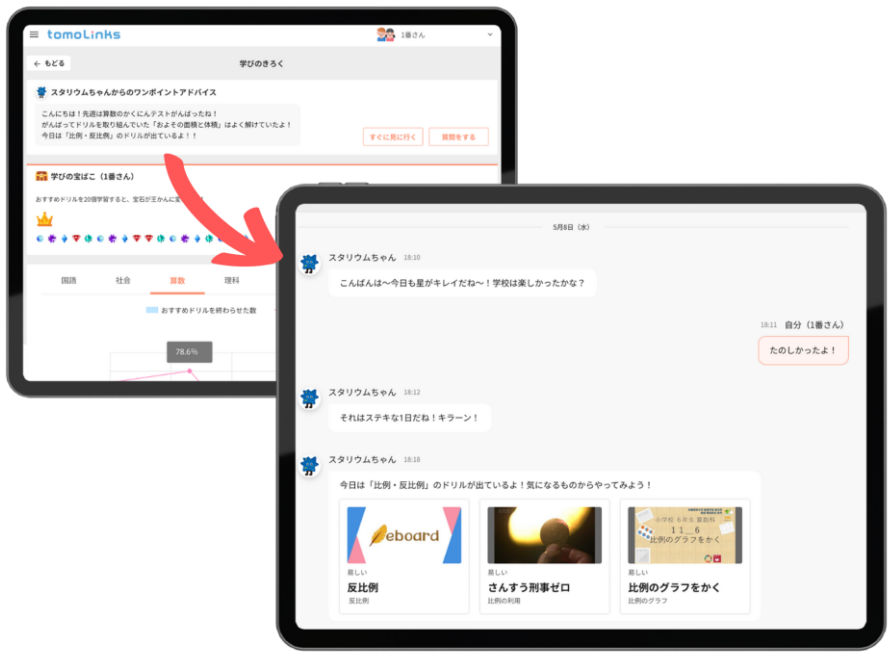 tomoLinks
1番さん
← もどる
学びのきろく
スタリウムちゃんからのワンポイントアドバイス
こんにちは!先週は算数のかくにんテストがんばったね!
がんばってドリルを取り組んでいた「およその面積と体積」はよく解けていたよ!
今日は「比例・反比例」のドリルが出ているよ!!
すぐに見に行く
質問をする
学びの宝ばこ(1番さん)
おすすめドリルを20個学習すると、宝石が王かんに変
国語
社会
算数
理科
おすすめドリルを終わらせた数
78.6%
5月8日(水)
スタリウムちゃん 18:10
こんばんは〜今日も星がキレイだね〜!学校は楽しかったかな?
18:11 自分(1番さん)
たのしかったよ!
スタリウムちゃん 18:12
それはステキな1日だね!キラーン!
スタリウムちゃん 18:18
今日は「比例・反比例」のドリルが出ているよ!気になるものからやってみよう!
eboard
易しい
反比例
反比例
易しい
さんすう刑事ゼロ
比例の利用
小学校 6年生 算数科
11_6
比例のグラフをかく
易しい
比例のグラフをかく
比例のグラフ